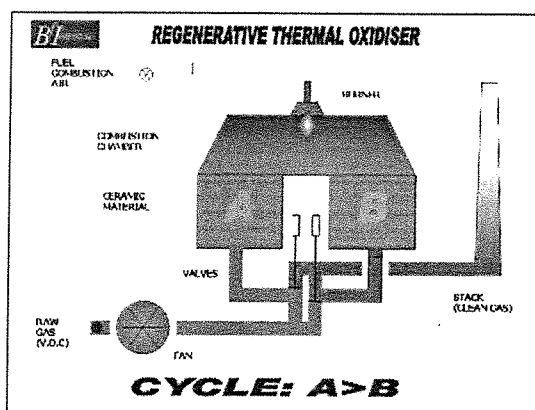 BI
REGENERATIVE THERMAL OXIDISER
FUEL
COMBUSTION
AIR
BURNER
COMBUSTION
CHAMBER
CERAMIC
MATERIAL
A
B
VALVES
STACK
(CLEAN GAS)
RAW
GAS
(V.O.C)
FAN
CYCLE: A>B